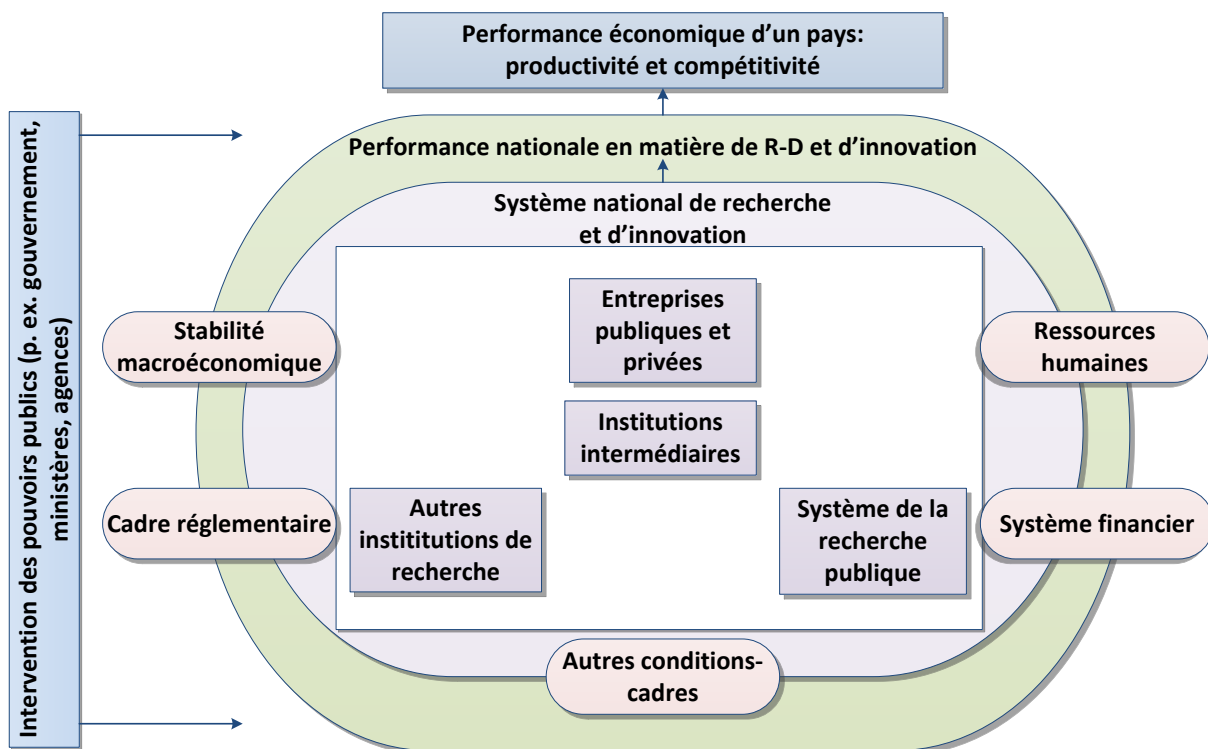 Performance économique d’un pays:
productivité et compétitivité
Intervention des pouvoirs publics (p. ex. gouvernement,
ministères, agences)
Performance nationale en matière de R-D et d’innovation
Système national de recherche
et d’innovation
Entreprises
publiques et
privées
Stabilité
macroéconomique
Ressources
humaines
Institutions
intermédiaires
Cadre réglementaire
Autres
instititutions de
recherche
Système de la
recherche
publique
Système financier
Autres conditions-
cadres